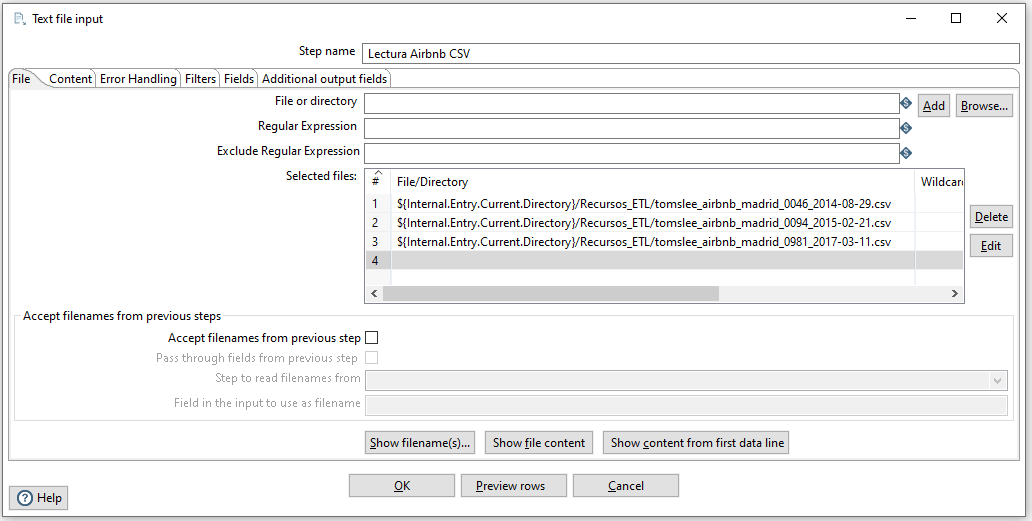 Text file input
Step name Lectura Airbnb CSV
File Content Error Handling Filters Fields Additional output fields
File or directory Add Browse...
Regular Expression
Exclude Regular Expression
Selected files: # File/Directory Wildcard
1 ${Internal.Entry.Current.Directory}/Recursos_ETL/tomslee_airbnb_madrid_0046_2014-08-29.csv
2 ${Internal.Entry.Current.Directory}/Recursos_ETL/tomslee_airbnb_madrid_0094_2015-02-21.csv
Delete
3 ${Internal.Entry.Current.Directory}/Recursos_ETL/tomslee_airbnb_madrid_0981_2017-03-11.csv
Edit
4
Accept filenames from previous steps
Accept filenames from previous step
Pass through fields from previous step
Step to read filenames from
Field in the input to use as filename
Show filename(s)... Show file content Show content from first data line
OK Preview rows Cancel
Help